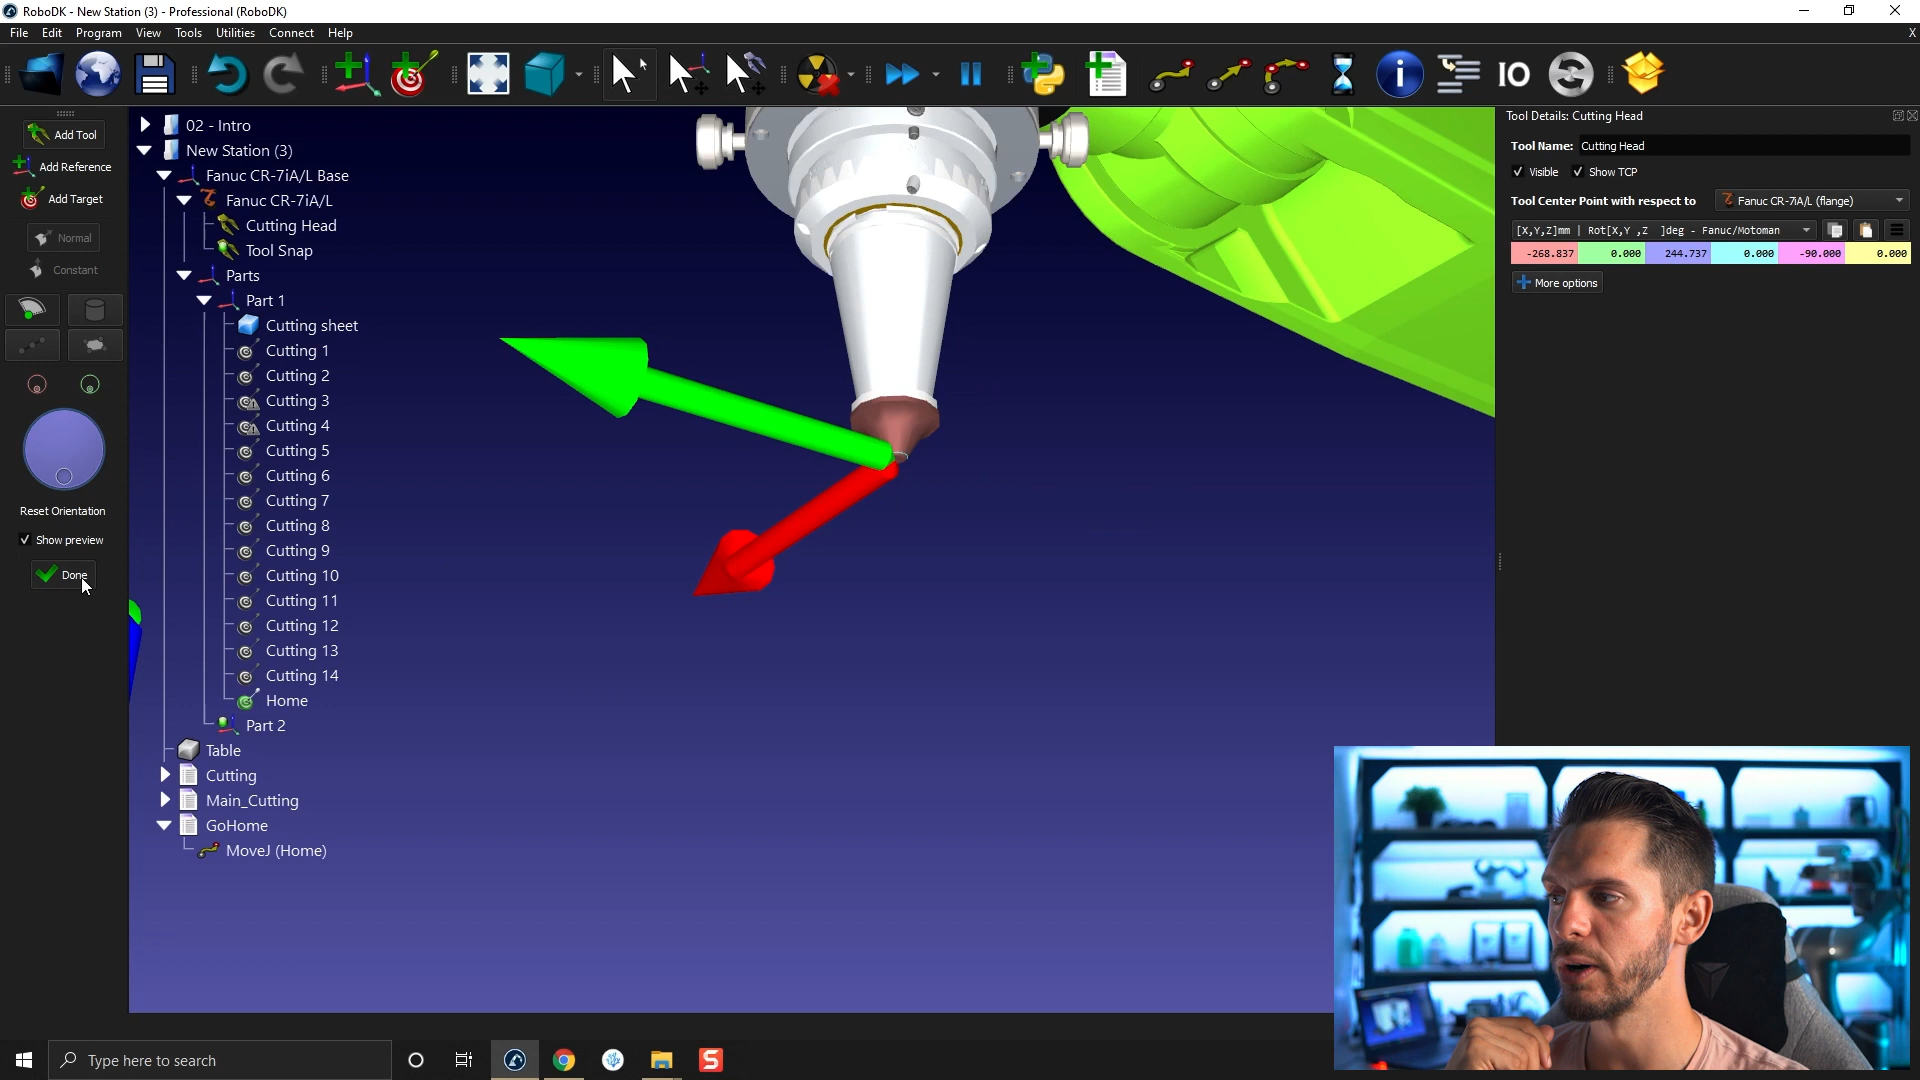 RoboDK - New Station (3) - Professional (RoboDK)
File Edit Program View Tools Utilities Connect Help
X
IO
Add Tool
Add Reference
Add Target
Normal
Constant
Reset Orientation
Show preview
Done
02 - Intro
New Station (3)
Fanuc CR-7iA/L Base
Fanuc CR-7iA/L
Cutting Head
Tool Snap
Parts
Part 1
Cutting sheet
Cutting 1
Cutting 2
Cutting 3
Cutting 4
Cutting 5
Cutting 6
Cutting 7
Cutting 8
Cutting 9
Cutting 10
Cutting 11
Cutting 12
Cutting 13
Cutting 14
Home
Part 2
Table
Cutting
Main_Cutting
GoHome
MoveJ (Home)
Tool Details: Cutting Head
Tool Name: Cutting Head
Visible Show TCP
Tool Center Point with respect to Fanuc CR-7iA/L (flange)
[X,Y,Z]mm | Rot[X,Y ,Z ]deg - Fanuc/Motoman
-268.837 0.000 244.737 0.000 -90.000 0.000
More options
Type here to search
S